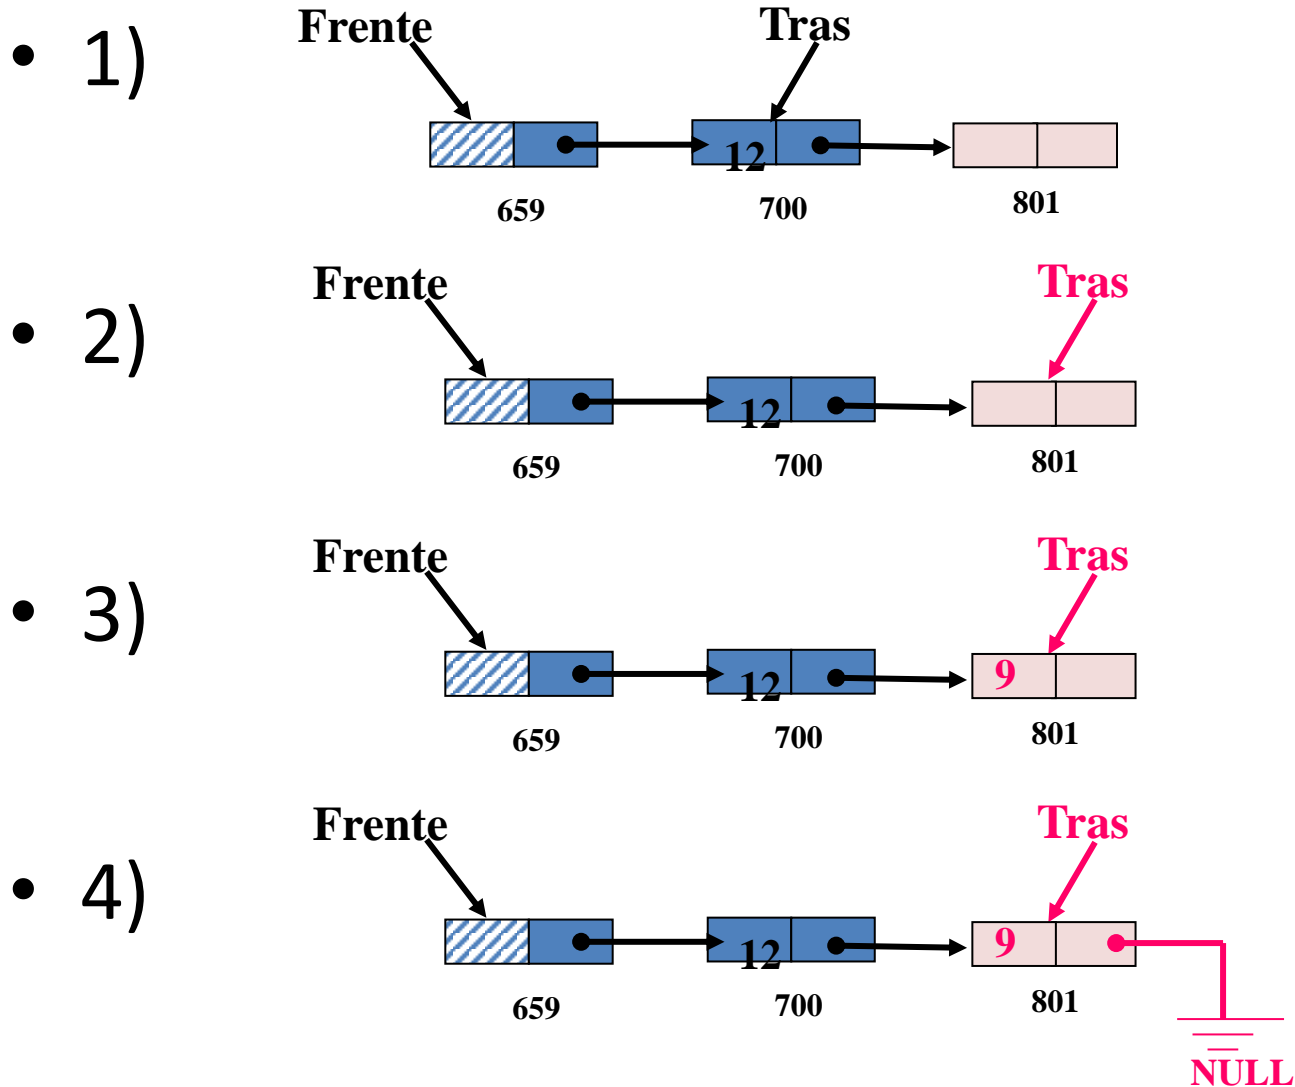 • 1)
Frente Tras
12
659 700 801
• 2)
Frente Tras
12
659 700 801
• 3)
Frente Tras
12 9
659 700 801
• 4)
Frente Tras
12 9
659 700 801
NULL